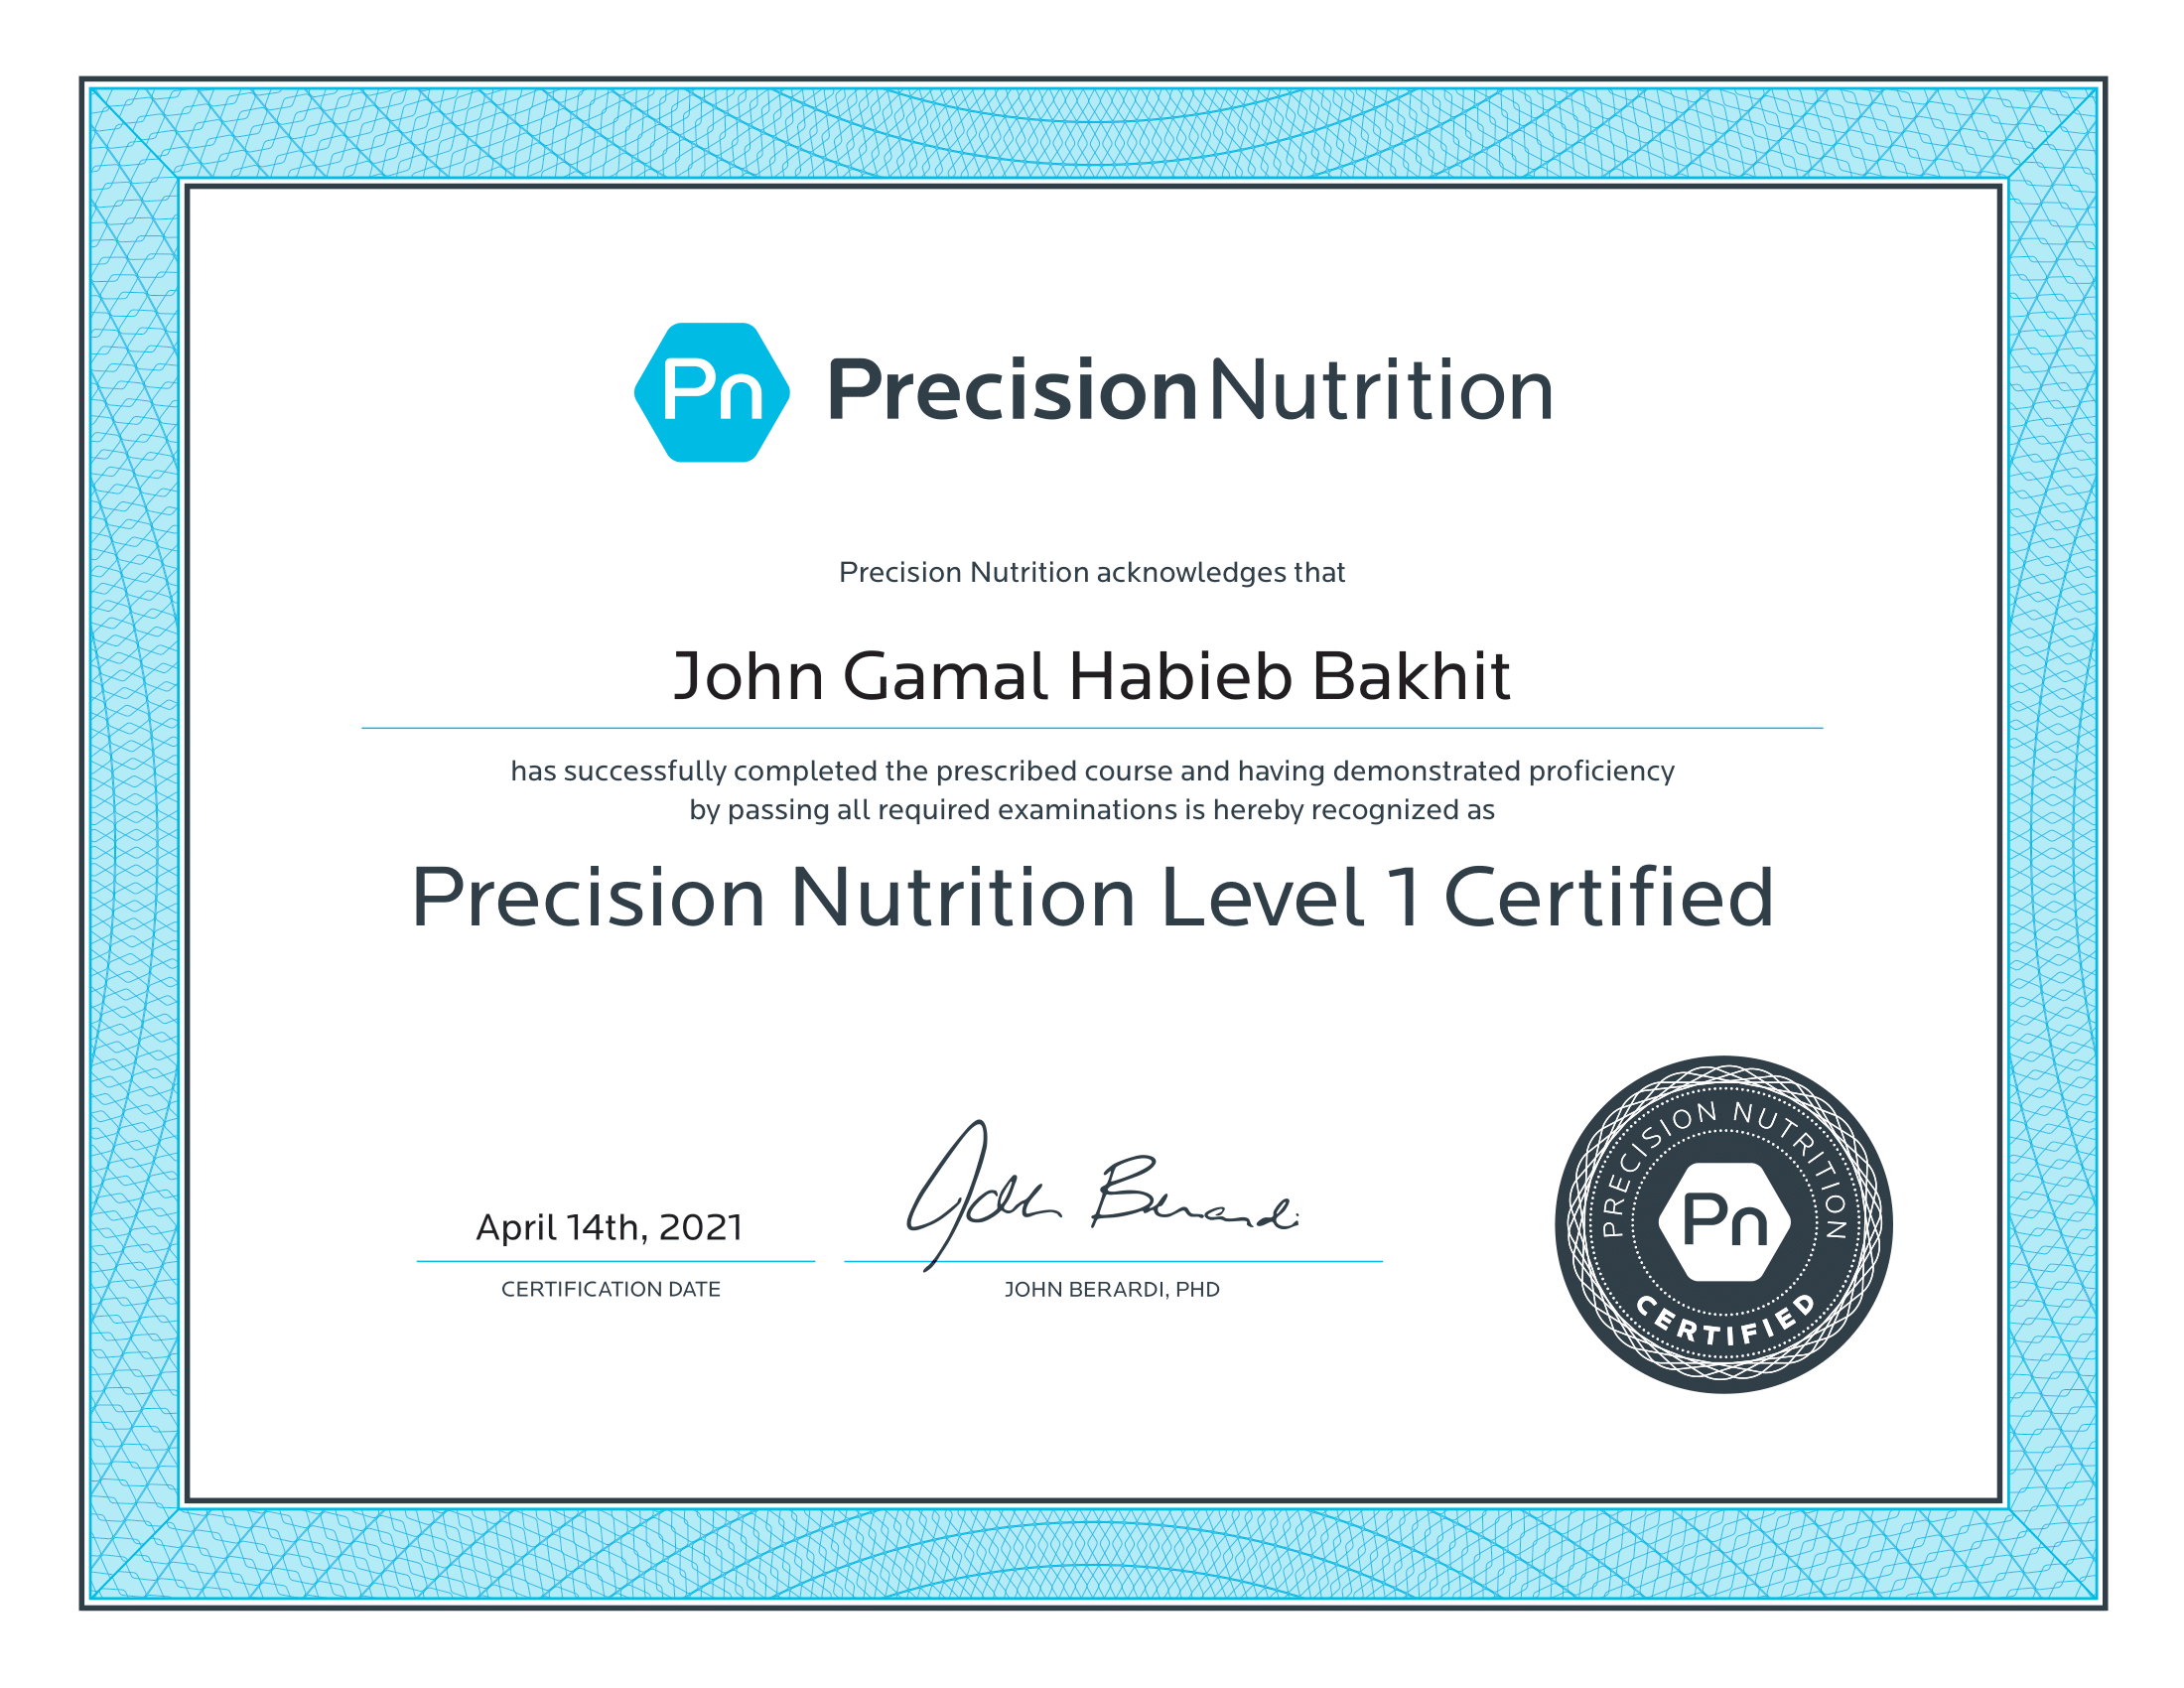 Pn PrecisionNutrition
Precision Nutrition acknowledges that
John Gamal Habieb Bakhit
has successfully completed the prescribed course and having demonstrated proficiency
by passing all required examinations is hereby recognized as
Precision Nutrition Level 1 Certified
John Berardi
April 14th, 2021
CERTIFICATION DATE
JOHN BERARDI, PHD
PRECISION NUTRITION
Pn
CERTIFIED